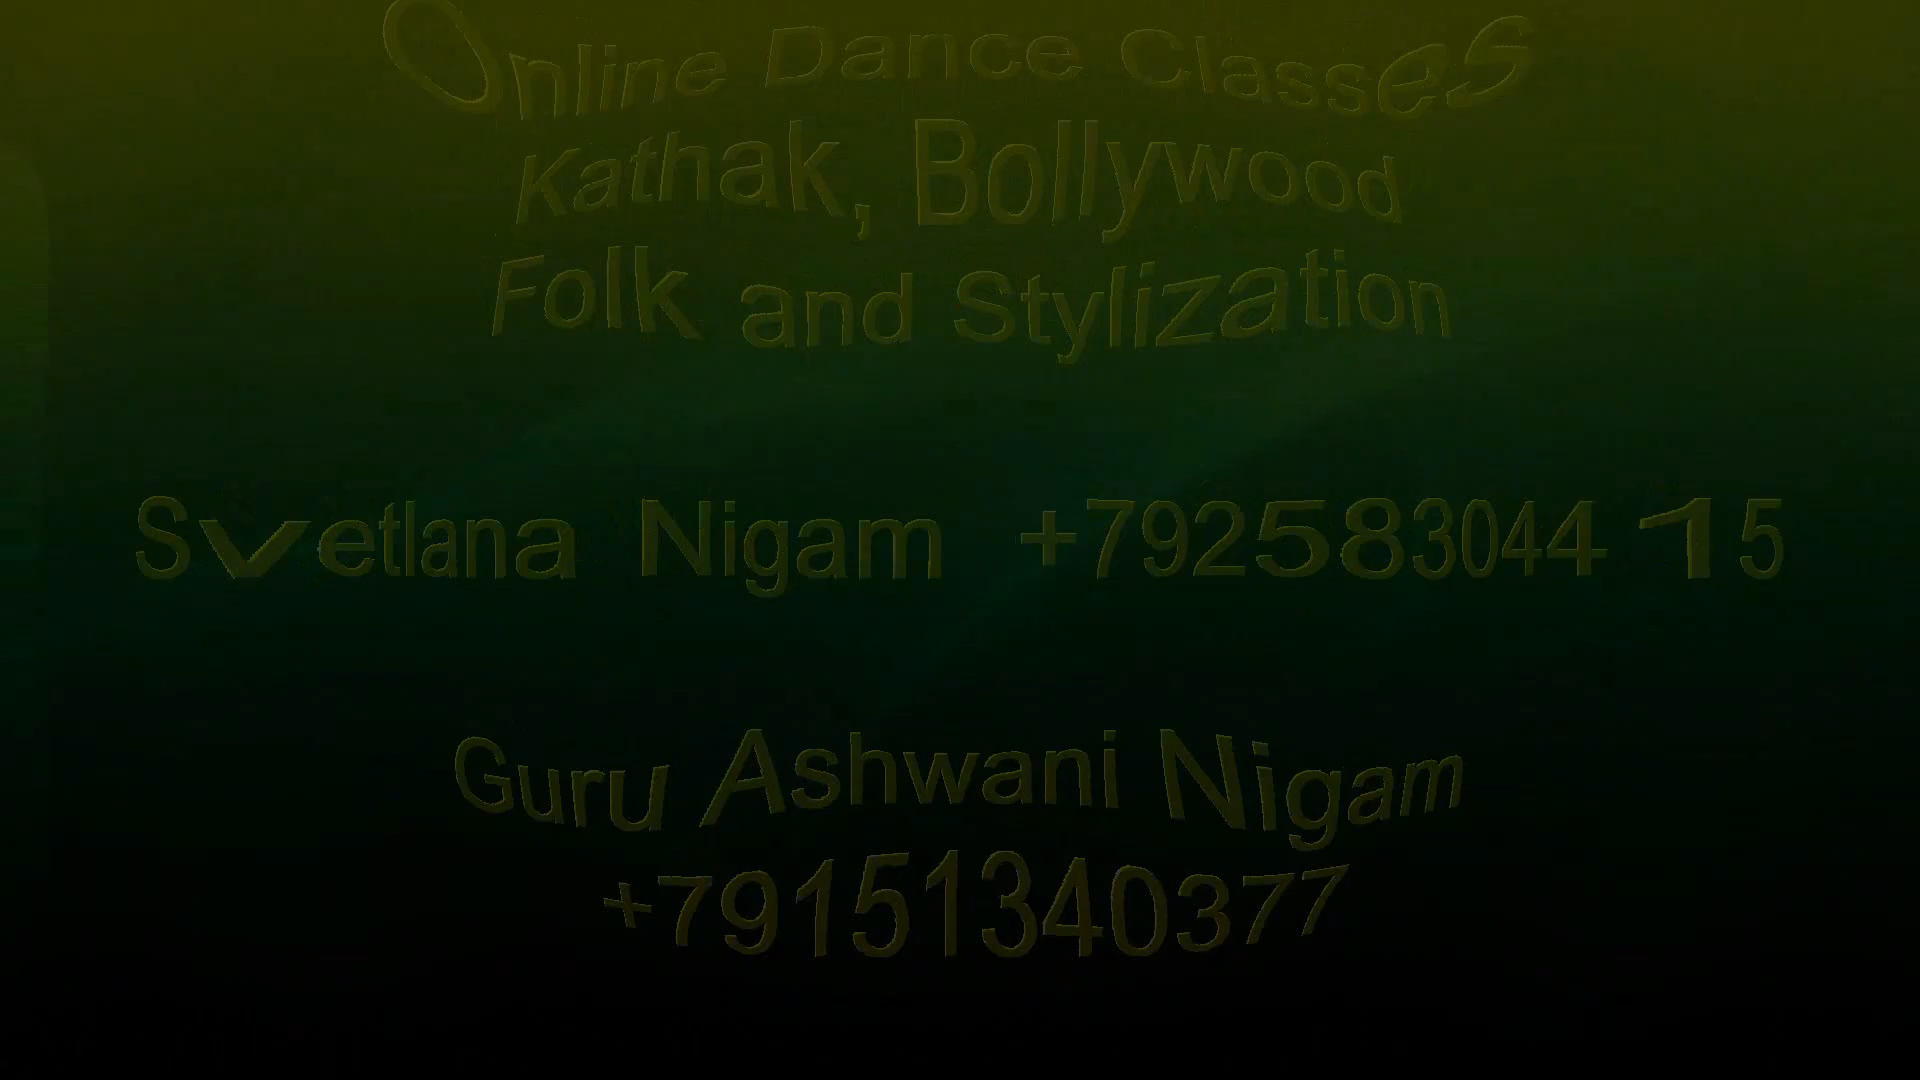 Online Dance Classes
Kathak, Bollywood
Folk and Stylization
Svetlana Nigam +79258304415
Guru Ashwani Nigam
+79151340377